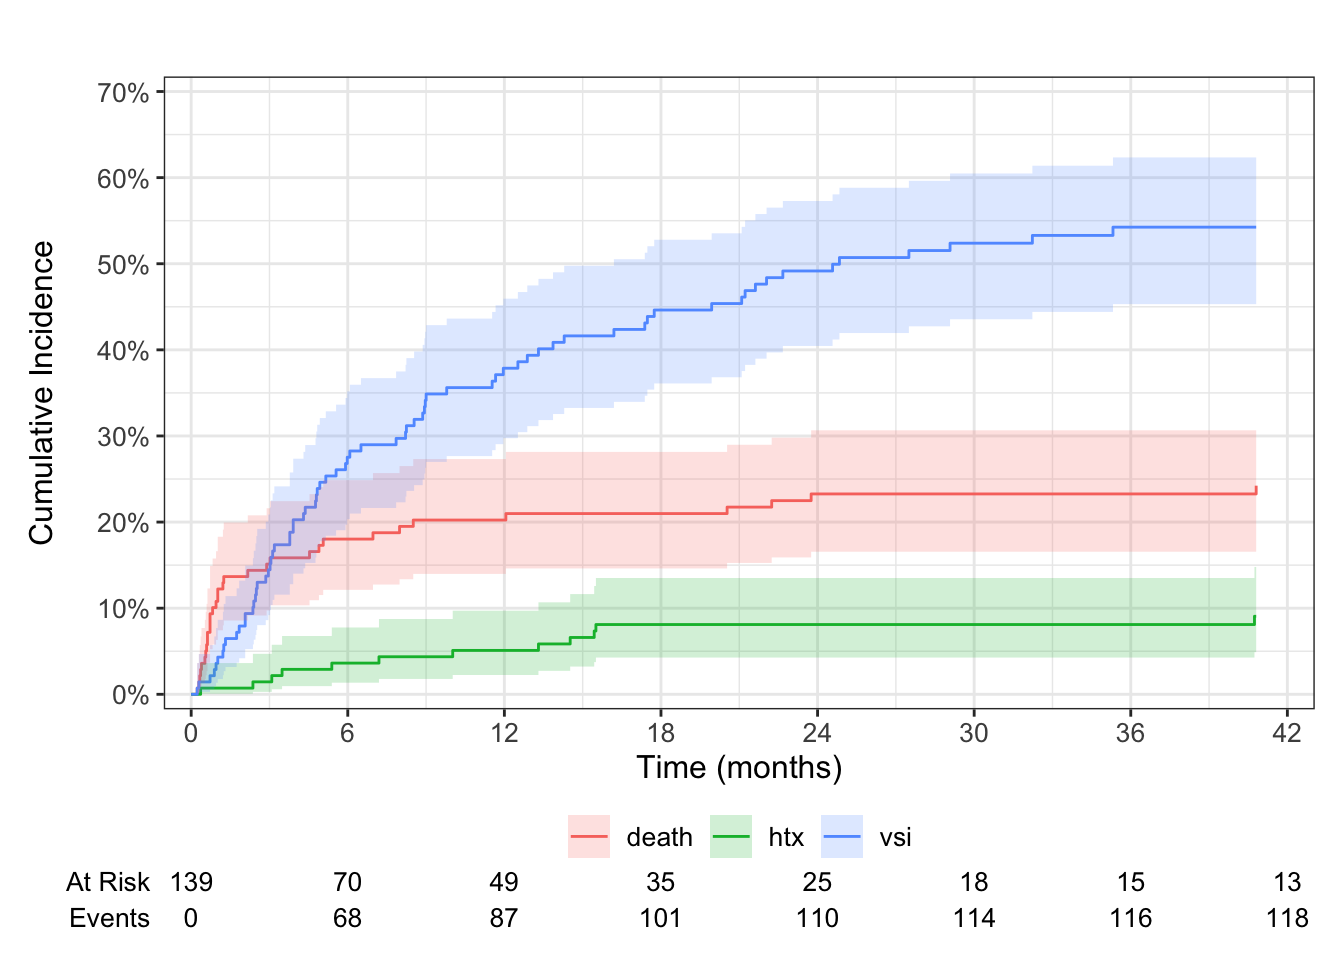 70%
60%
50%
40%
30%
20%
10%
0%
Cumulative Incidence
0 6 12 18 24 30 36 42
Time (months)
death htx vsi
At Risk 139 70 49 35 25 18 15 13
Events 0 68 87 101 110 114 116 118